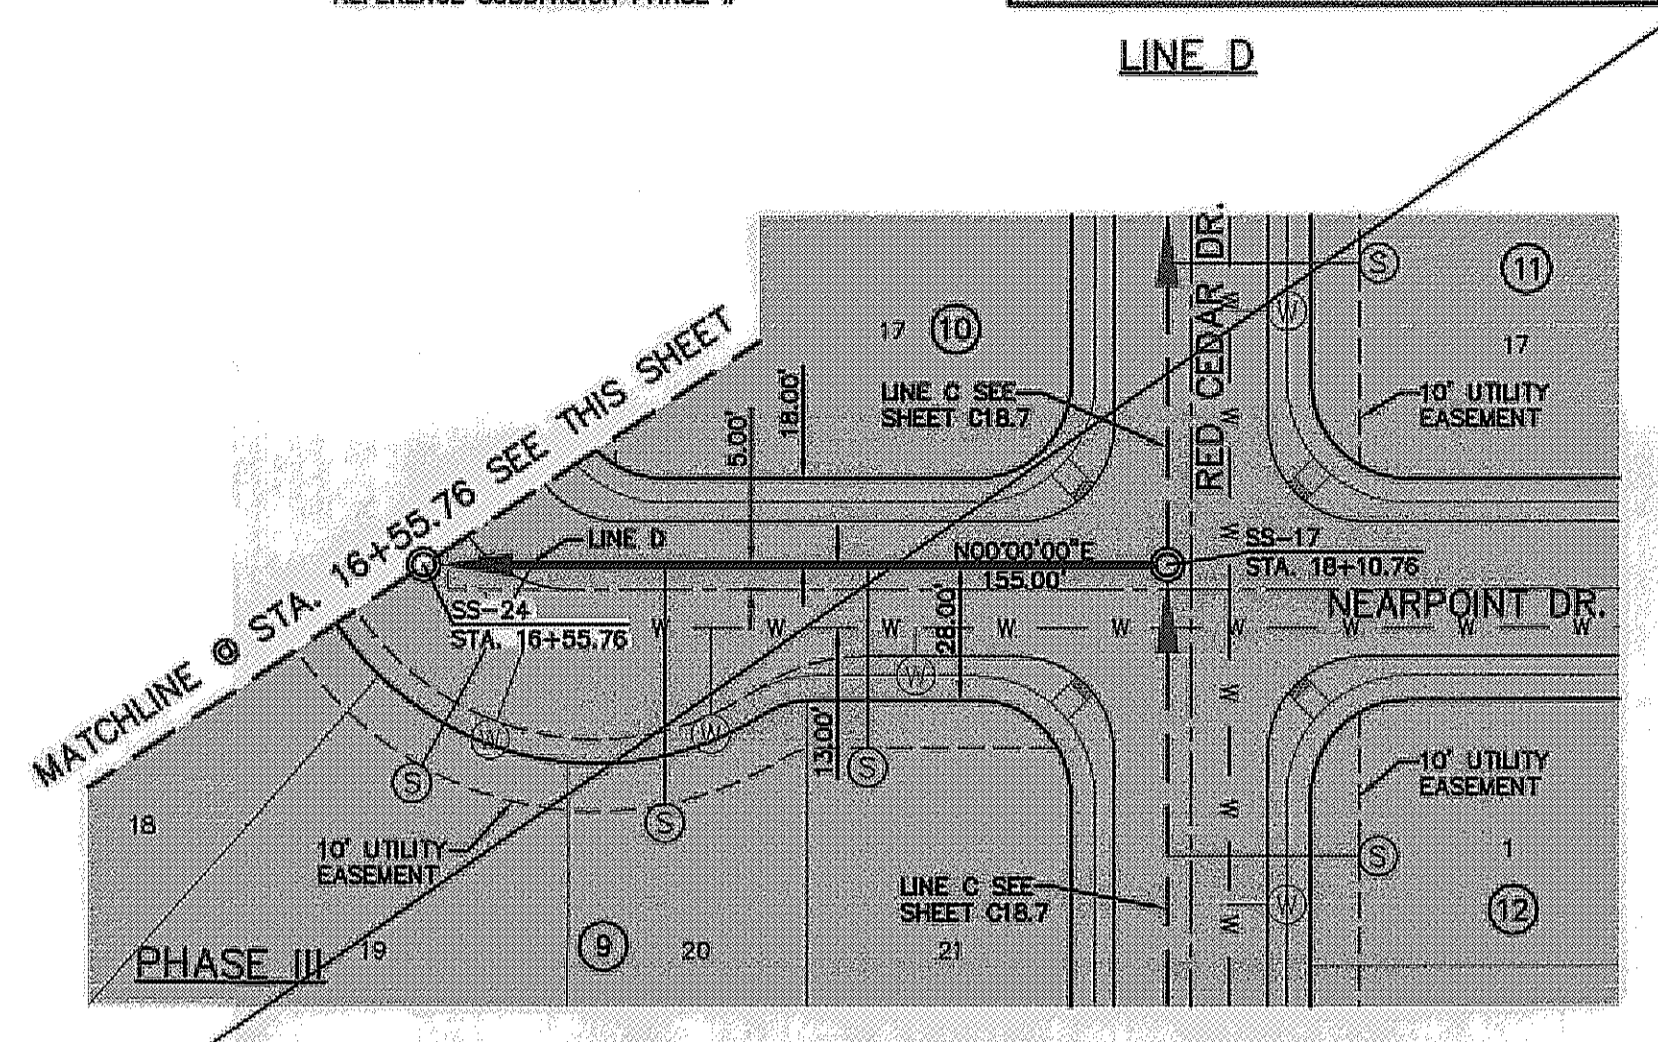 LINE D
MATCHLINE @ STA. 16+55.76 SEE THIS SHEET
RED CEDAR DR.
17
10
LINE C SEE
SHEET C18.7
18.00'
5.00'
S
11
17
W
10' UTILITY
EASEMENT
LINE D
N00°00'00"E
155.00'
SS-17
STA. 18+10.76
NEARPOINT DR.
SS-24
STA. 16+55.76
W W W W W W W W W
28.00'
13.00'
W
W
W
S
S
S
10' UTILITY
EASEMENT
10' UTILITY
EASEMENT
18
19
9
20
21
LINE C SEE
SHEET C18.7
S
W
1
12
PHASE III